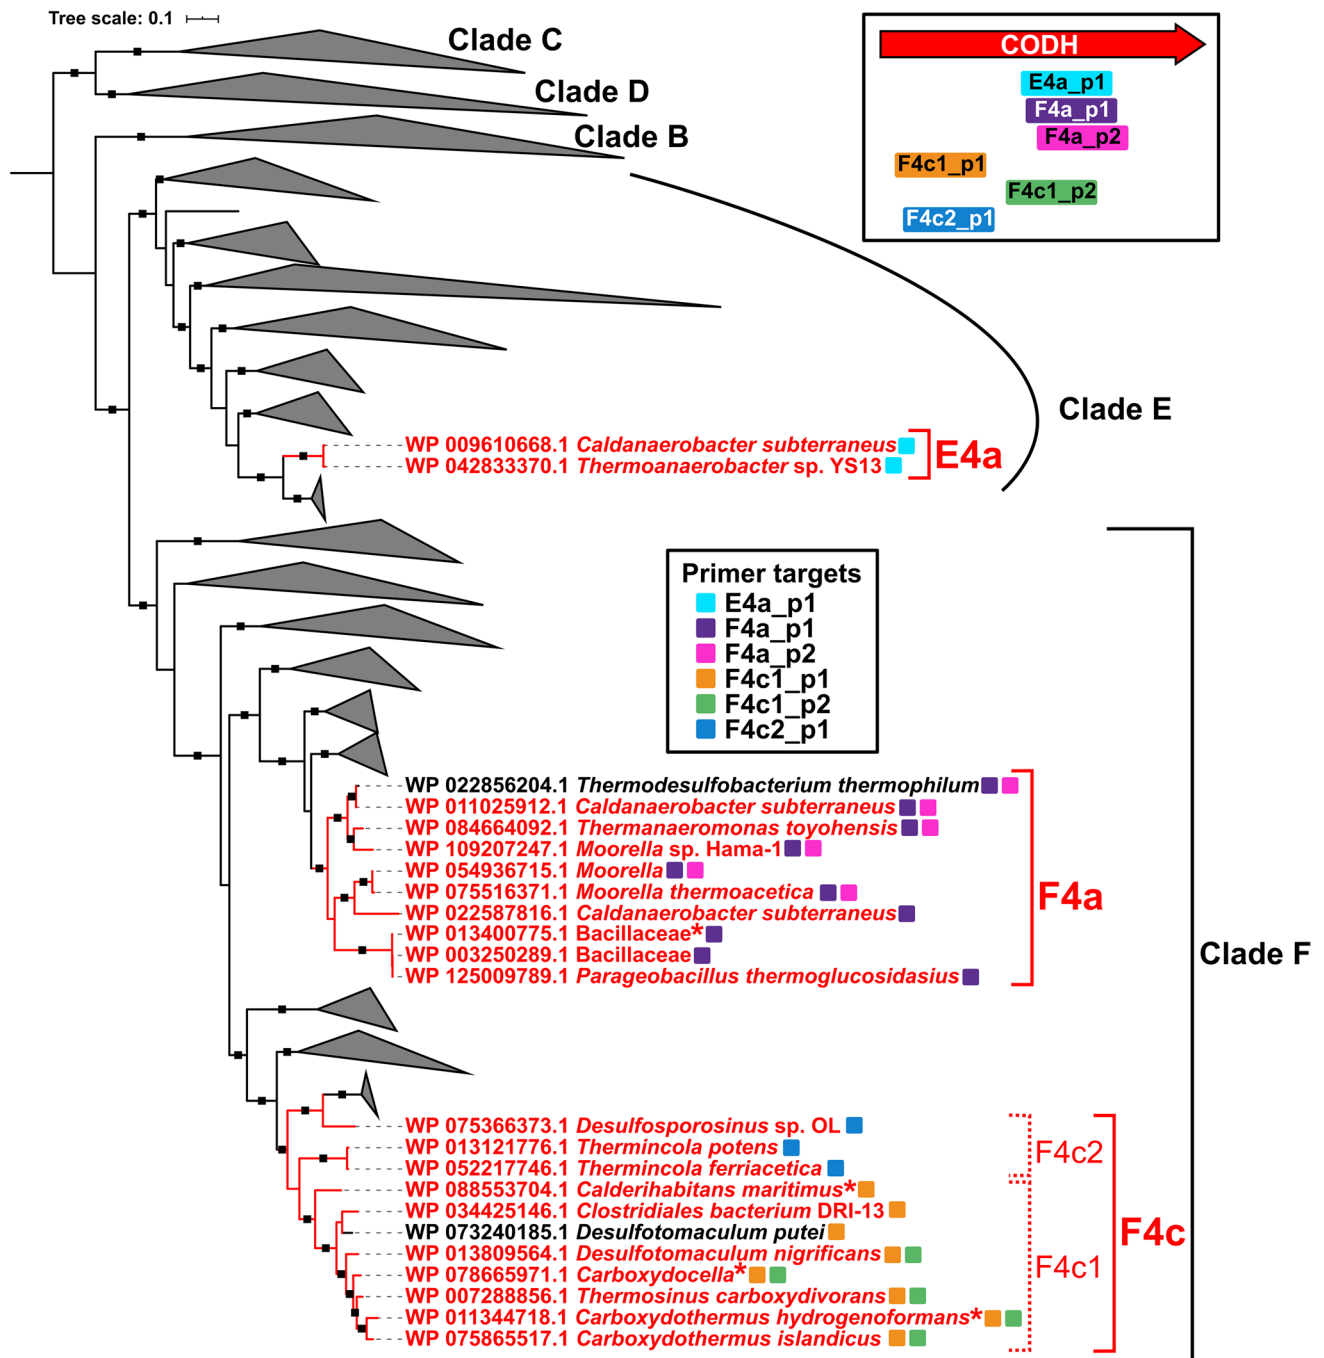 Tree scale: 0.1
Clade C
Clade D
Clade B
CODH
E4a_p1
F4a_p1
F4a_p2
F4c1_p1
F4c1_p2
F4c2_p1
Clade E
WP 009610668.1 Caldanaerobacter subterraneus
WP 042833370.1 Thermoanaerobacter sp. YS13
E4a
Primer targets
E4a_p1
F4a_p1
F4a_p2
F4c1_p1
F4c1_p2
F4c2_p1
WP 022856204.1 Thermodesulfobacterium thermophilum
WP 011025912.1 Caldanaerobacter subterraneus
WP 084664092.1 Thermanaeromonas toyohensis
WP 109207247.1 Moorella sp. Hama-1
WP 054936715.1 Moorella
WP 075516371.1 Moorella thermoacetica
WP 022587816.1 Caldanaerobacter subterraneus
WP 013400775.1 Bacillaceae*
WP 003250289.1 Bacillaceae
WP 125009789.1 Parageobacillus thermoglucosidasius
F4a
Clade F
WP 075366373.1 Desulfosporosinus sp. OL
WP 013121776.1 Thermincola potens
WP 052217746.1 Thermincola ferriacetica
WP 088553704.1 Calderihabitans maritimus*
WP 034425146.1 Clostridiales bacterium DRI-13
WP 073240185.1 Desulfotomaculum putei
WP 013809564.1 Desulfotomaculum nigrificans
WP 078665971.1 Carboxydocella*
WP 007288856.1 Thermosinus carboxydivorans
WP 011344718.1 Carboxydothermus hydrogenoformans*
WP 075865517.1 Carboxydothermus islandicus
F4c2
F4c1
F4c